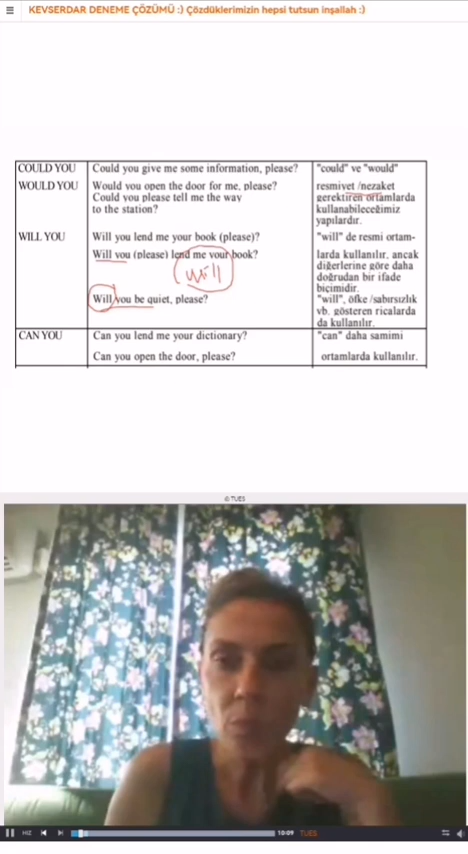 KEVSERDAR DENEME ÇÖZÜMÜ :) Çözdüklerimizin hepsi tutsun inşallah :)
COULD YOU Could you give me some information, please? "could" ve "would"
WOULD YOU Would you open the door for me, please? resmiyet /nezaket
Could you please tell me the way gerektiren ortamlarda
to the station? kullanabileceğimiz
yapılardır.
WILL YOU Will you lend me your book (please)? "will" de resmi ortam-
Will you (please) lend me your book? larda kullanılır, ancak
diğerlerine göre daha
will doğrudan bir ifade
biçimidir.
Will you be quiet, please? "will", öfke /sabırsızlık
vb. gösteren ricalarda
da kullanılır.
CAN YOU Can you lend me your dictionary? "can" daha samimi
Can you open the door, please? ortamlarda kullanılır.
TUES
HIZ 10:09 TUES